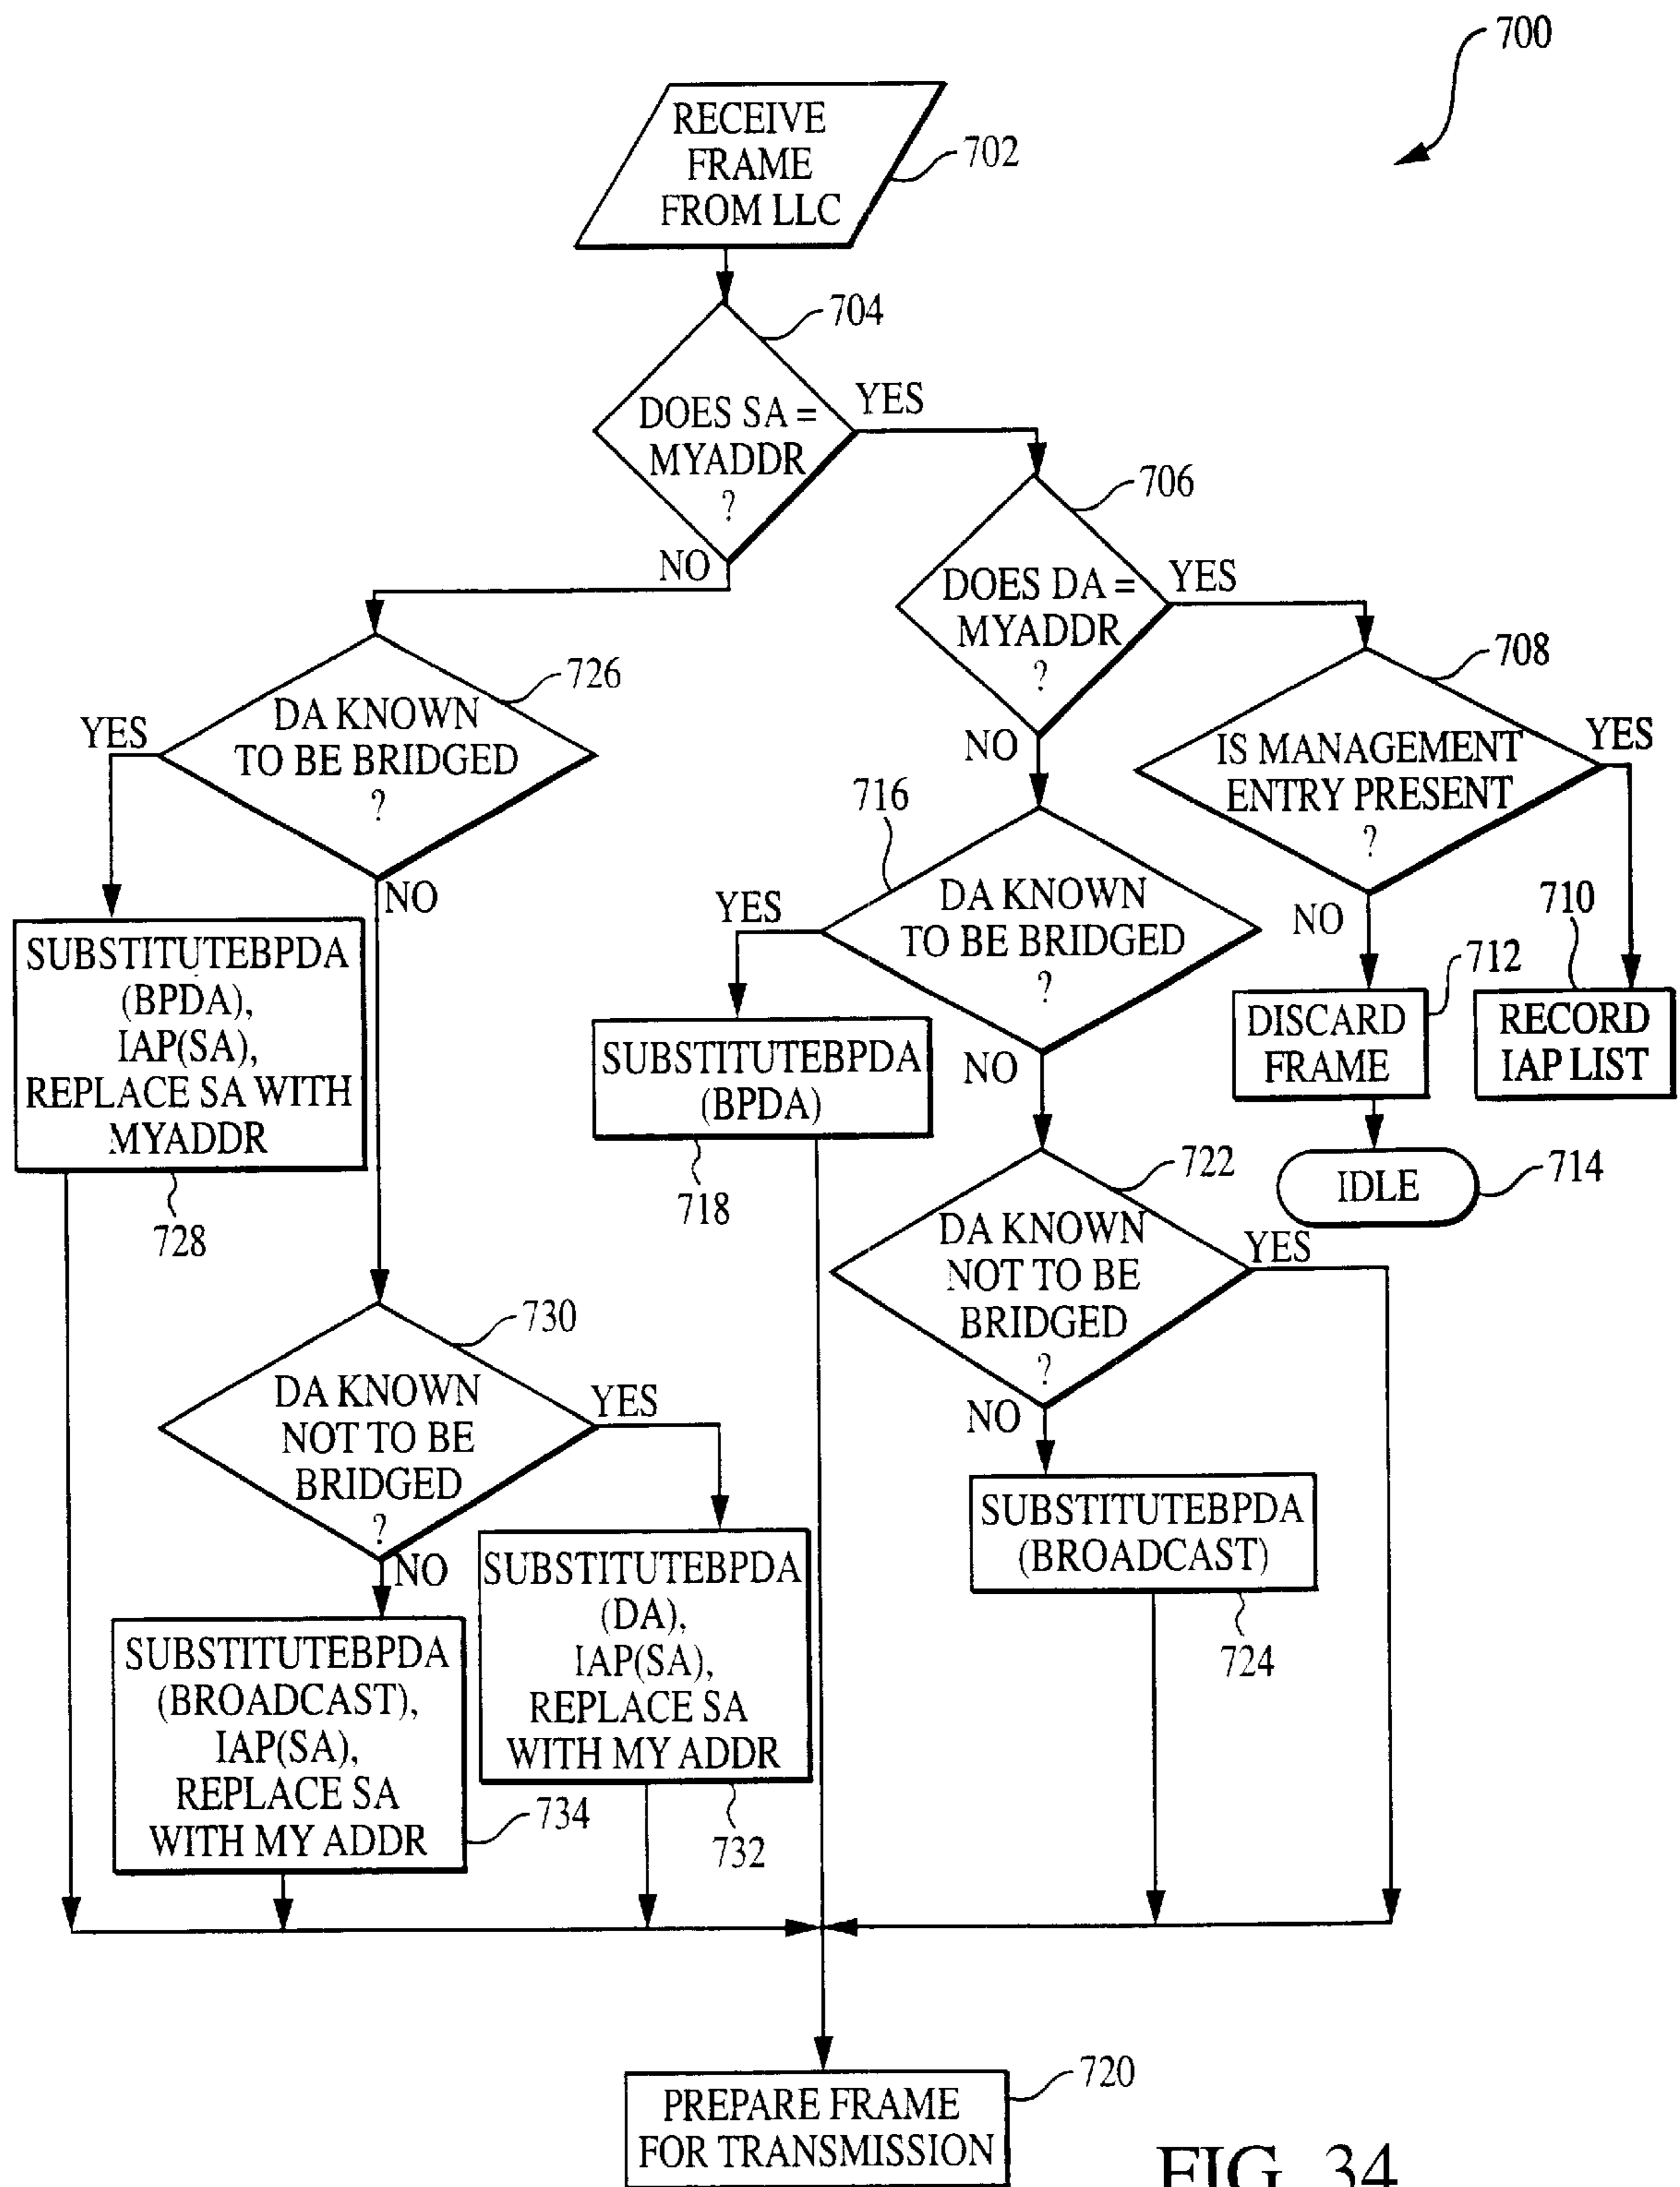 700
RECEIVE
FRAME
FROM LLC
702
704
DOES SA =
MYADDR
?
YES
NO
706
DOES DA =
MYADDR
?
YES
NO
708
IS MANAGEMENT
ENTRY PRESENT
?
YES
NO
726
DA KNOWN
TO BE BRIDGED
?
YES
NO
716
DA KNOWN
TO BE BRIDGED
?
YES
NO
710
RECORD
IAP LIST
712
DISCARD
FRAME
714
IDLE
SUBSTITUTEBPDA
(BPDA),
IAP(SA),
REPLACE SA WITH
MYADDR
728
SUBSTITUTEBPDA
(BPDA)
718
722
DA KNOWN
NOT TO BE
BRIDGED
?
YES
NO
730
DA KNOWN
NOT TO BE
BRIDGED
?
YES
NO
SUBSTITUTEBPDA
(BROADCAST)
724
SUBSTITUTEBPDA
(DA),
IAP(SA),
REPLACE SA
WITH MY ADDR
732
SUBSTITUTEBPDA
(BROADCAST),
IAP(SA),
REPLACE SA
WITH MY ADDR
734
720
PREPARE FRAME
FOR TRANSMISSION
FIG. 34